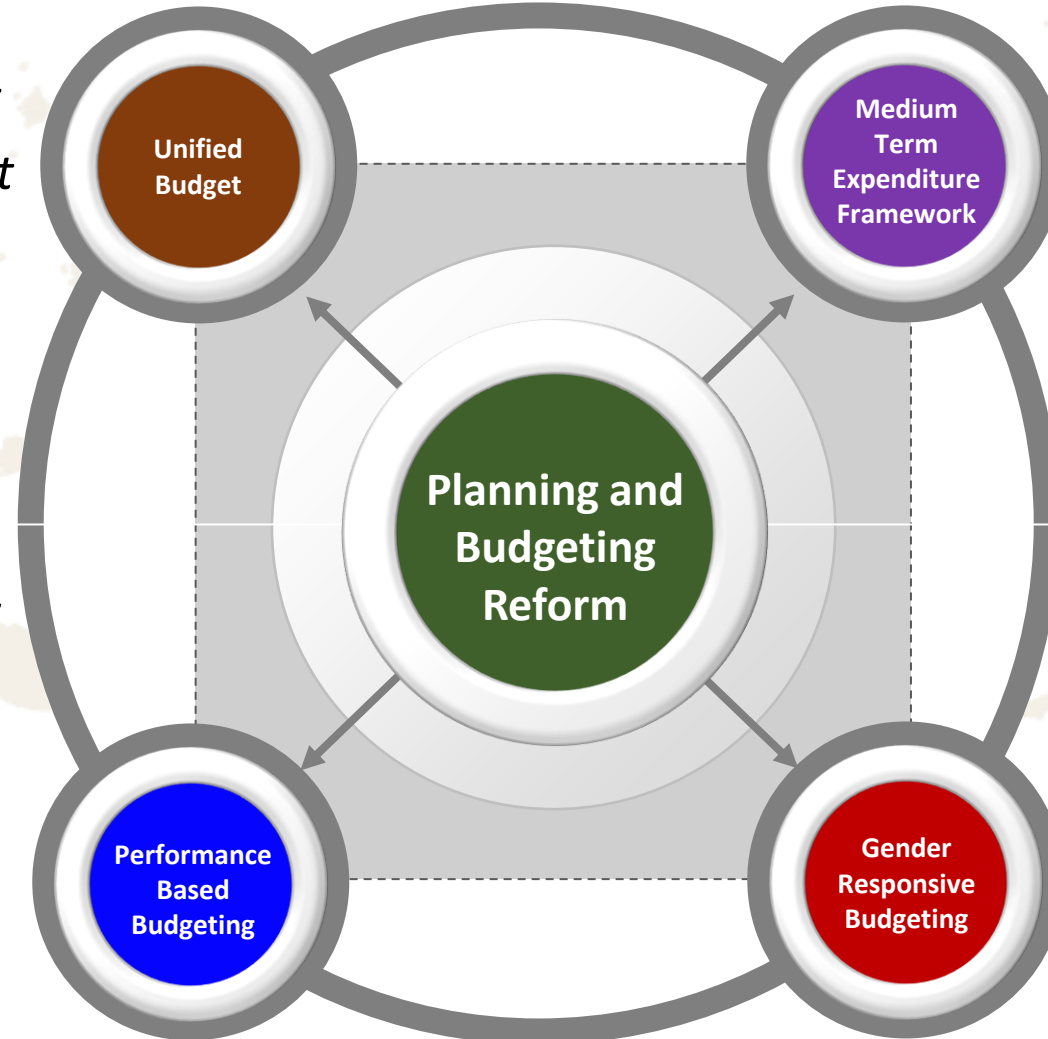 Unified
Budget
Medium
Term
Expenditure
Framework
Planning and
Budgeting
Reform
Performance
Based
Budgeting
Gender
Responsive
Budgeting